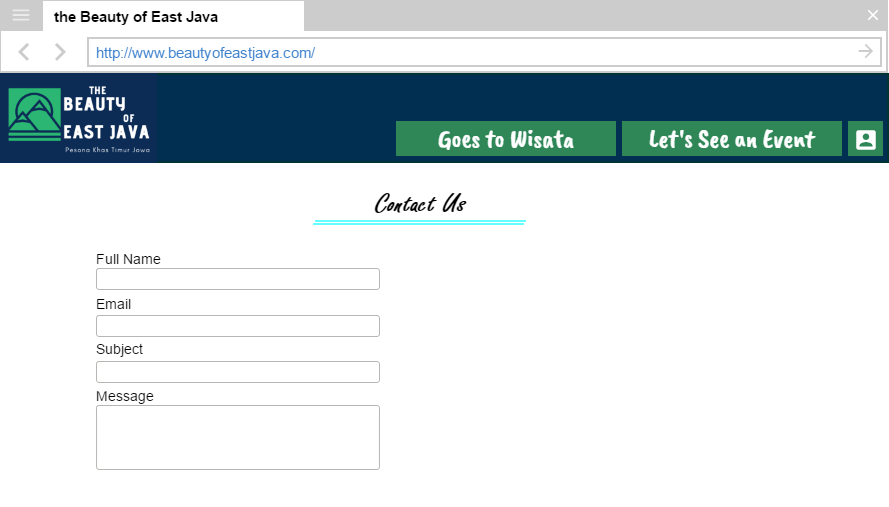 the Beauty of East Java
http://www.beautyofeastjava.com/
THE
BEAUTY
OF
EAST JAVA
Pesona Khas Timur Jawa
Goes to Wisata
Let's See an Event
Contact Us
Full Name
Email
Subject
Message